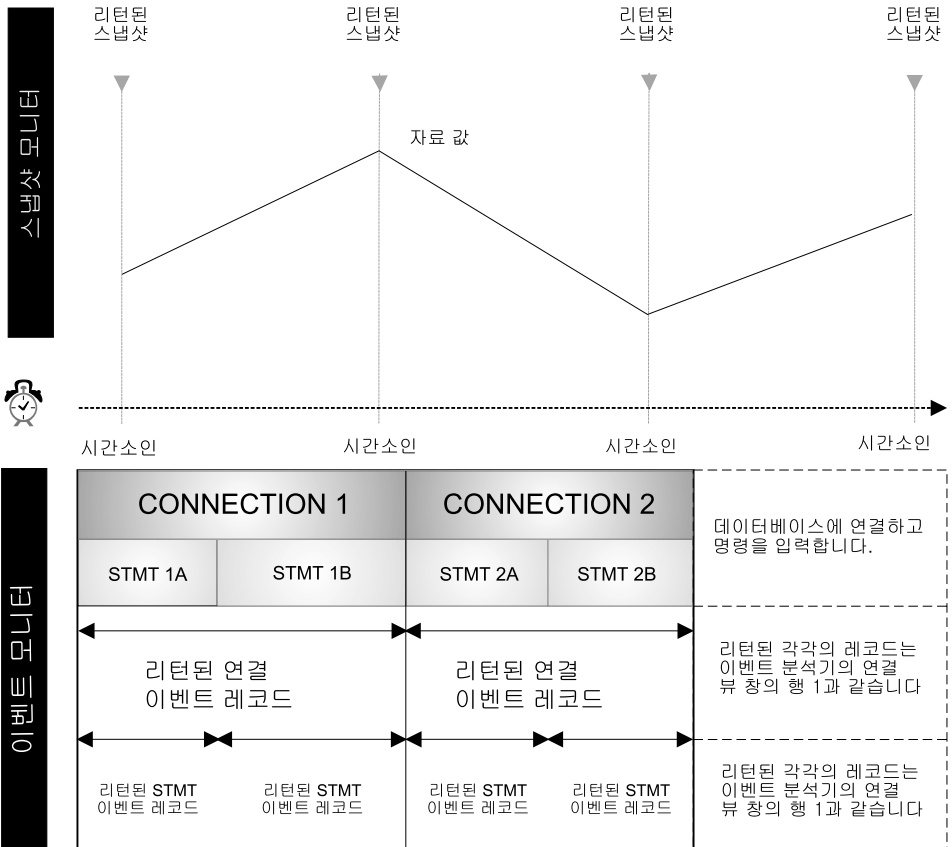 리턴된
스냅샷
리턴된
스냅샷
리턴된
스냅샷
리턴된
스냅샷
스냅샷 모니터
자료 값
시간소인
시간소인
시간소인
시간소인
이벤트 모니터
CONNECTION 1
CONNECTION 2
데이터베이스에 연결하고
명령을 입력합니다.
STMT 1A
STMT 1B
STMT 2A
STMT 2B
리턴된 연결
이벤트 레코드
리턴된 연결
이벤트 레코드
리턴된 각각의 레코드는
이벤트 분석기의 연결
뷰 창의 행 1과 같습니다
리턴된 STMT
이벤트 레코드
리턴된 STMT
이벤트 레코드
리턴된 STMT
이벤트 레코드
리턴된 STMT
이벤트 레코드
리턴된 각각의 레코드는
이벤트 분석기의 연결
뷰 창의 행 1과 같습니다